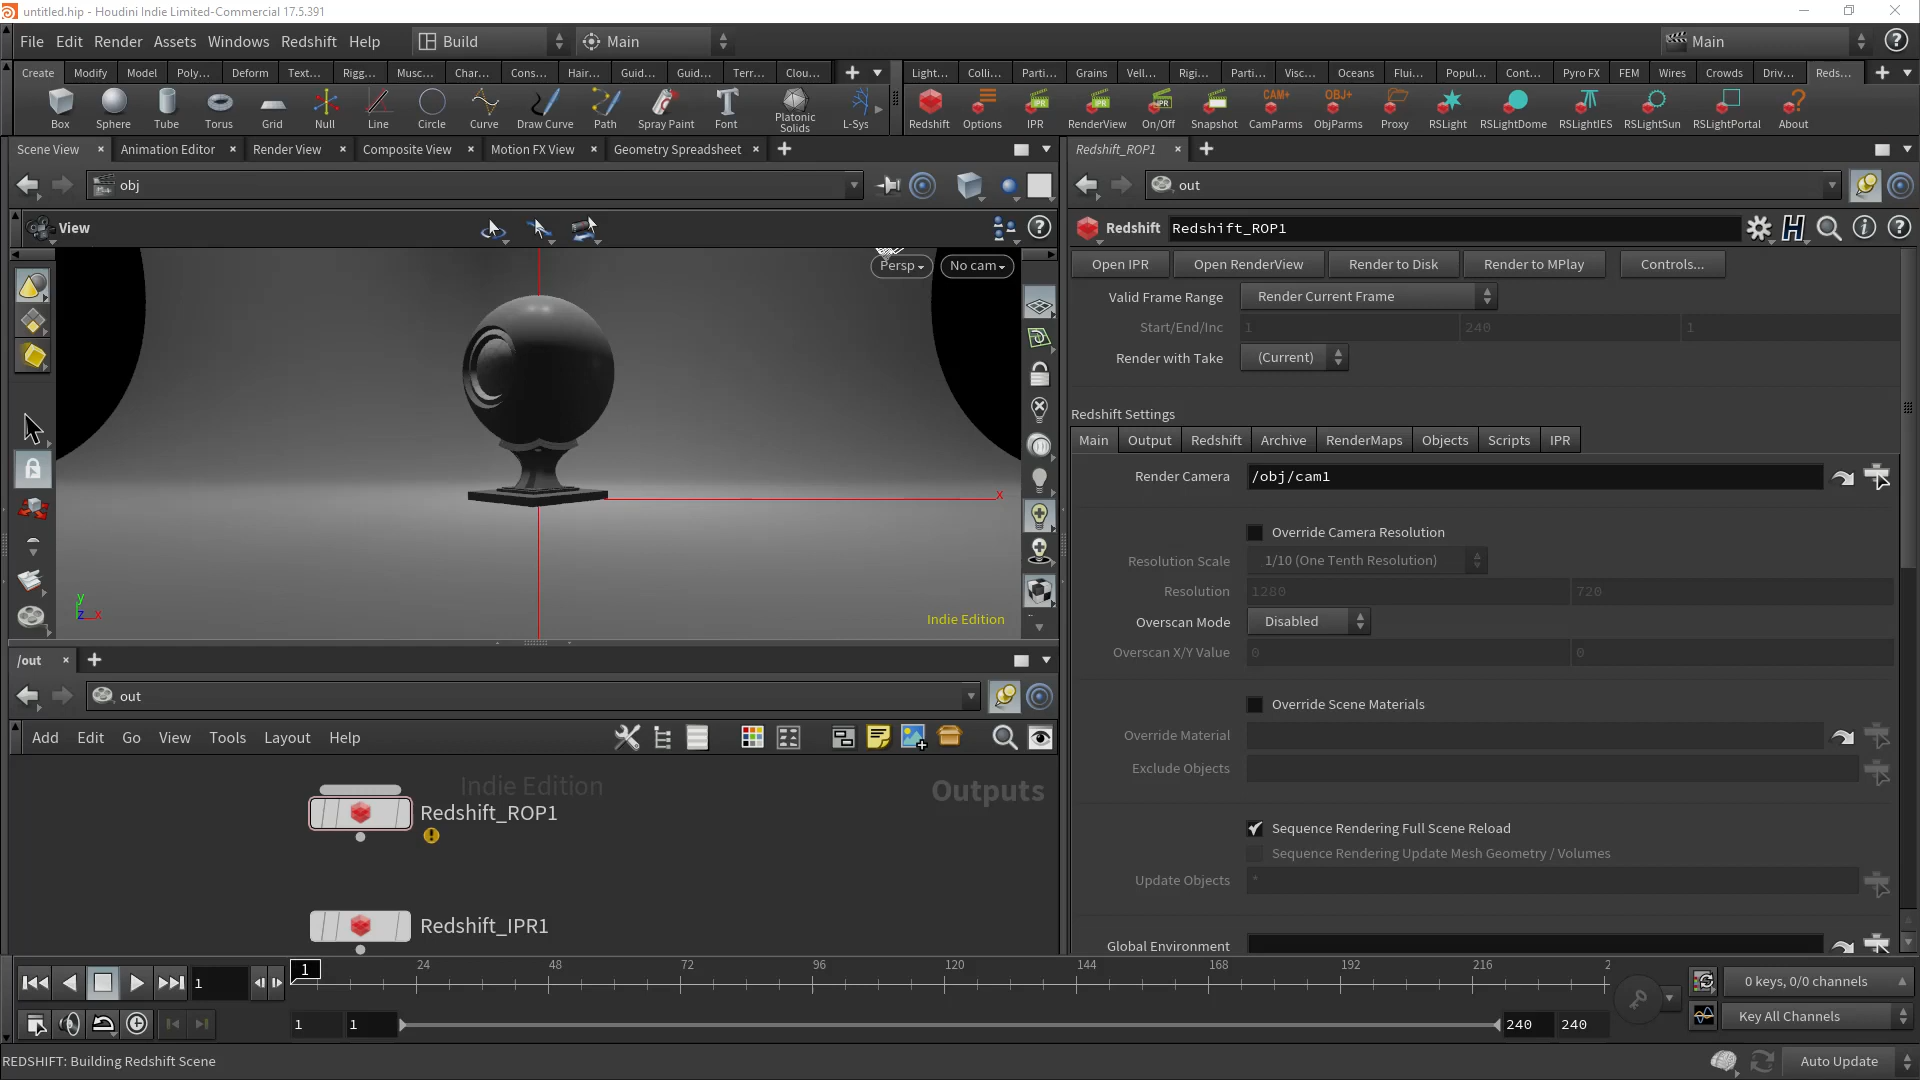 untitled.hip - Houdini Indie Limited-Commercial 17.5.391
File Edit Render Assets Windows Redshift Help Build Main Main
Create Modify Model Poly... Deform Text... Rigg... Musc... Char... Cons... Hair... Guid... Guid... Terr... Clou... Light... Colli... Parti... Grains Vell... Rigi... Parti... Visc... Oceans Flui... Popul... Cont... Pyro FX FEM Wires Crowds Driv... Reds...
Box Sphere Tube Torus Grid Null Line Circle Curve Draw Curve Path Spray Paint Font Platonic Solids L-Sys Redshift Options IPR RenderView On/Off Snapshot CamParms ObjParms Proxy RSLight RSLightDome RSLightIES RSLightSun RSLightPortal About
Scene View Animation Editor Render View Composite View Motion FX View Geometry Spreadsheet
obj
View
Persp No cam
x
y
z x
Indie Edition
/out
out
Add Edit Go View Tools Layout Help
Indie Edition
Outputs
Redshift_ROP1
Redshift_IPR1
Redshift_ROP1
out
Redshift Redshift_ROP1
Open IPR Open RenderView Render to Disk Render to MPlay Controls...
Valid Frame Range Render Current Frame
Start/End/Inc 1 240 1
Render with Take (Current)
Redshift Settings
Main Output Redshift Archive RenderMaps Objects Scripts IPR
Render Camera /obj/cam1
Override Camera Resolution
Resolution Scale 1/10 (One Tenth Resolution)
Resolution 1280 720
Overscan Mode Disabled
Overscan X/Y Value 0 0
Override Scene Materials
Override Material
Exclude Objects
Sequence Rendering Full Scene Reload
Sequence Rendering Update Mesh Geometry / Volumes
Update Objects *
Global Environment
1 24 48 72 96 120 144 168 192 216 2
1
0 keys, 0/0 channels
1 1 240 240
Key All Channels
REDSHIFT: Building Redshift Scene
Auto Update